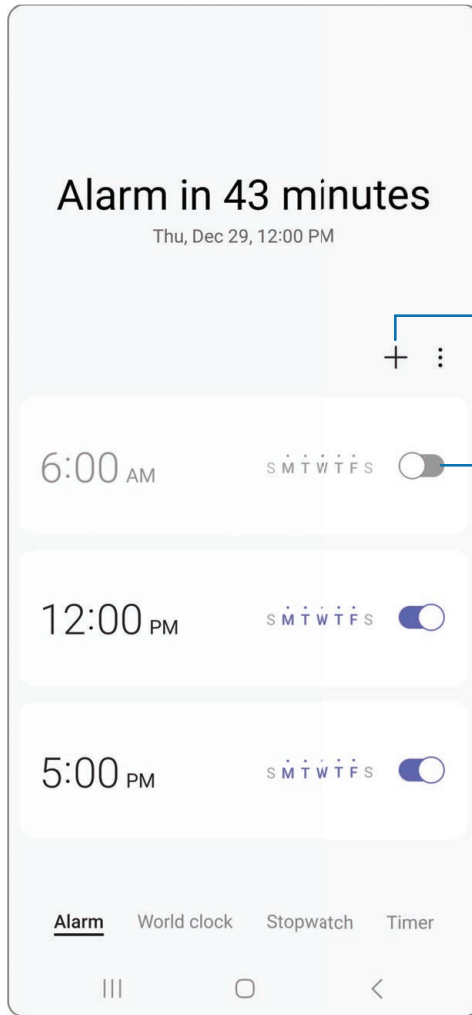 Alarm in 43 minutes
Thu, Dec 29, 12:00 PM
6:00 AM S M T W T F S
12:00 PM S M T W T F S
5:00 PM S M T W T F S
Alarm World clock Stopwatch Timer